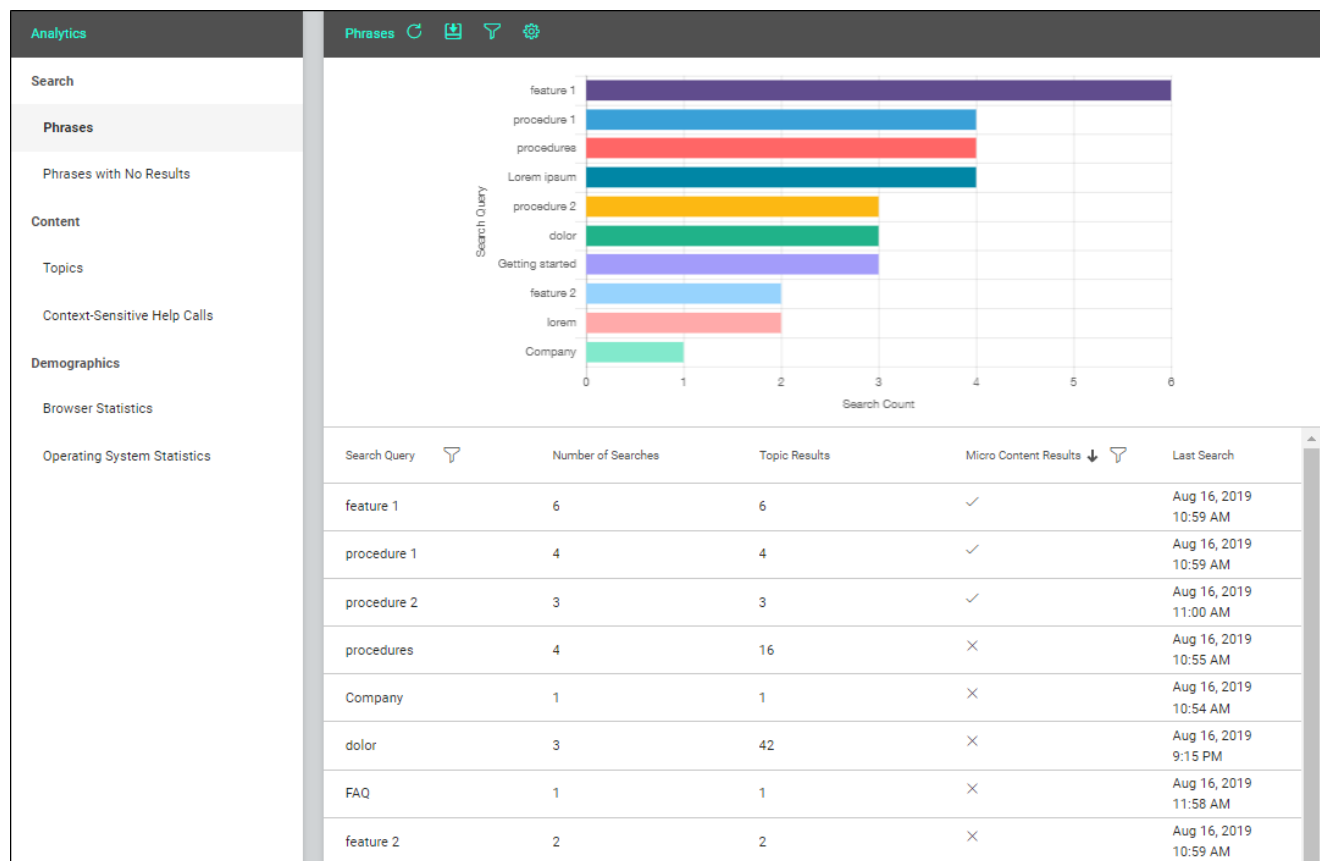 Analytics
Search
Phrases
Phrases with No Results
Content
Topics
Context-Sensitive Help Calls
Demographics
Browser Statistics
Operating System Statistics
Phrases
Search Query
feature 1
procedure 1
procedures
Lorem ipsum
procedure 2
dolor
Getting started
feature 2
lorem
Company
0 1 2 3 4 5 6
Search Count
Search Query Number of Searches Topic Results Micro Content Results Last Search
feature 1 6 6 Aug 16, 2019
10:59 AM
procedure 1 4 4 Aug 16, 2019
10:59 AM
procedure 2 3 3 Aug 16, 2019
11:00 AM
procedures 4 16 Aug 16, 2019
10:55 AM
Company 1 1 Aug 16, 2019
10:54 AM
dolor 3 42 Aug 16, 2019
9:15 PM
FAQ 1 1 Aug 16, 2019
11:58 AM
feature 2 2 2 Aug 16, 2019
10:59 AM